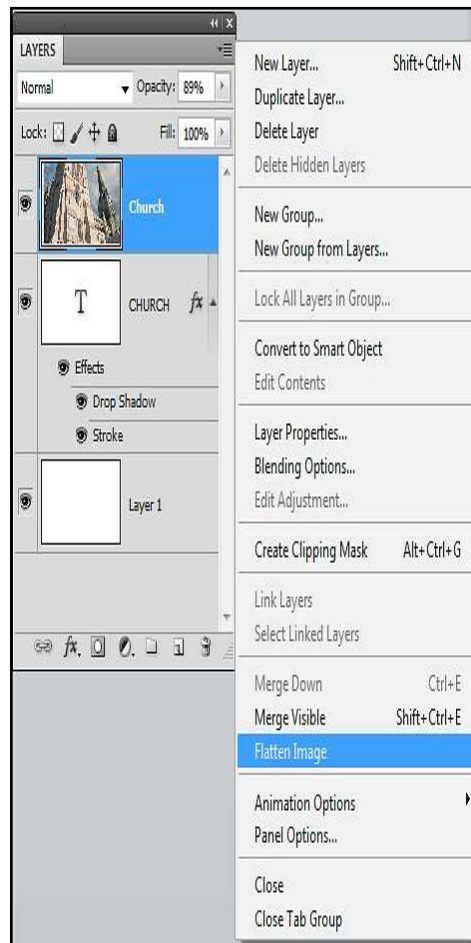 LAYERS
Normal Opacity: 89%
Lock: Fill: 100%
Church
T CHURCH fx
Effects
Drop Shadow
Stroke
Layer 1
fx.
New Layer... Shift+Ctrl+N
Duplicate Layer...
Delete Layer
Delete Hidden Layers
New Group...
New Group from Layers...
Lock All Layers in Group...
Convert to Smart Object
Edit Contents
Layer Properties...
Blending Options...
Edit Adjustment...
Create Clipping Mask Alt+Ctrl+G
Link Layers
Select Linked Layers
Merge Down Ctrl+E
Merge Visible Shift+Ctrl+E
Flatten Image
Animation Options
Panel Options...
Close
Close Tab Group